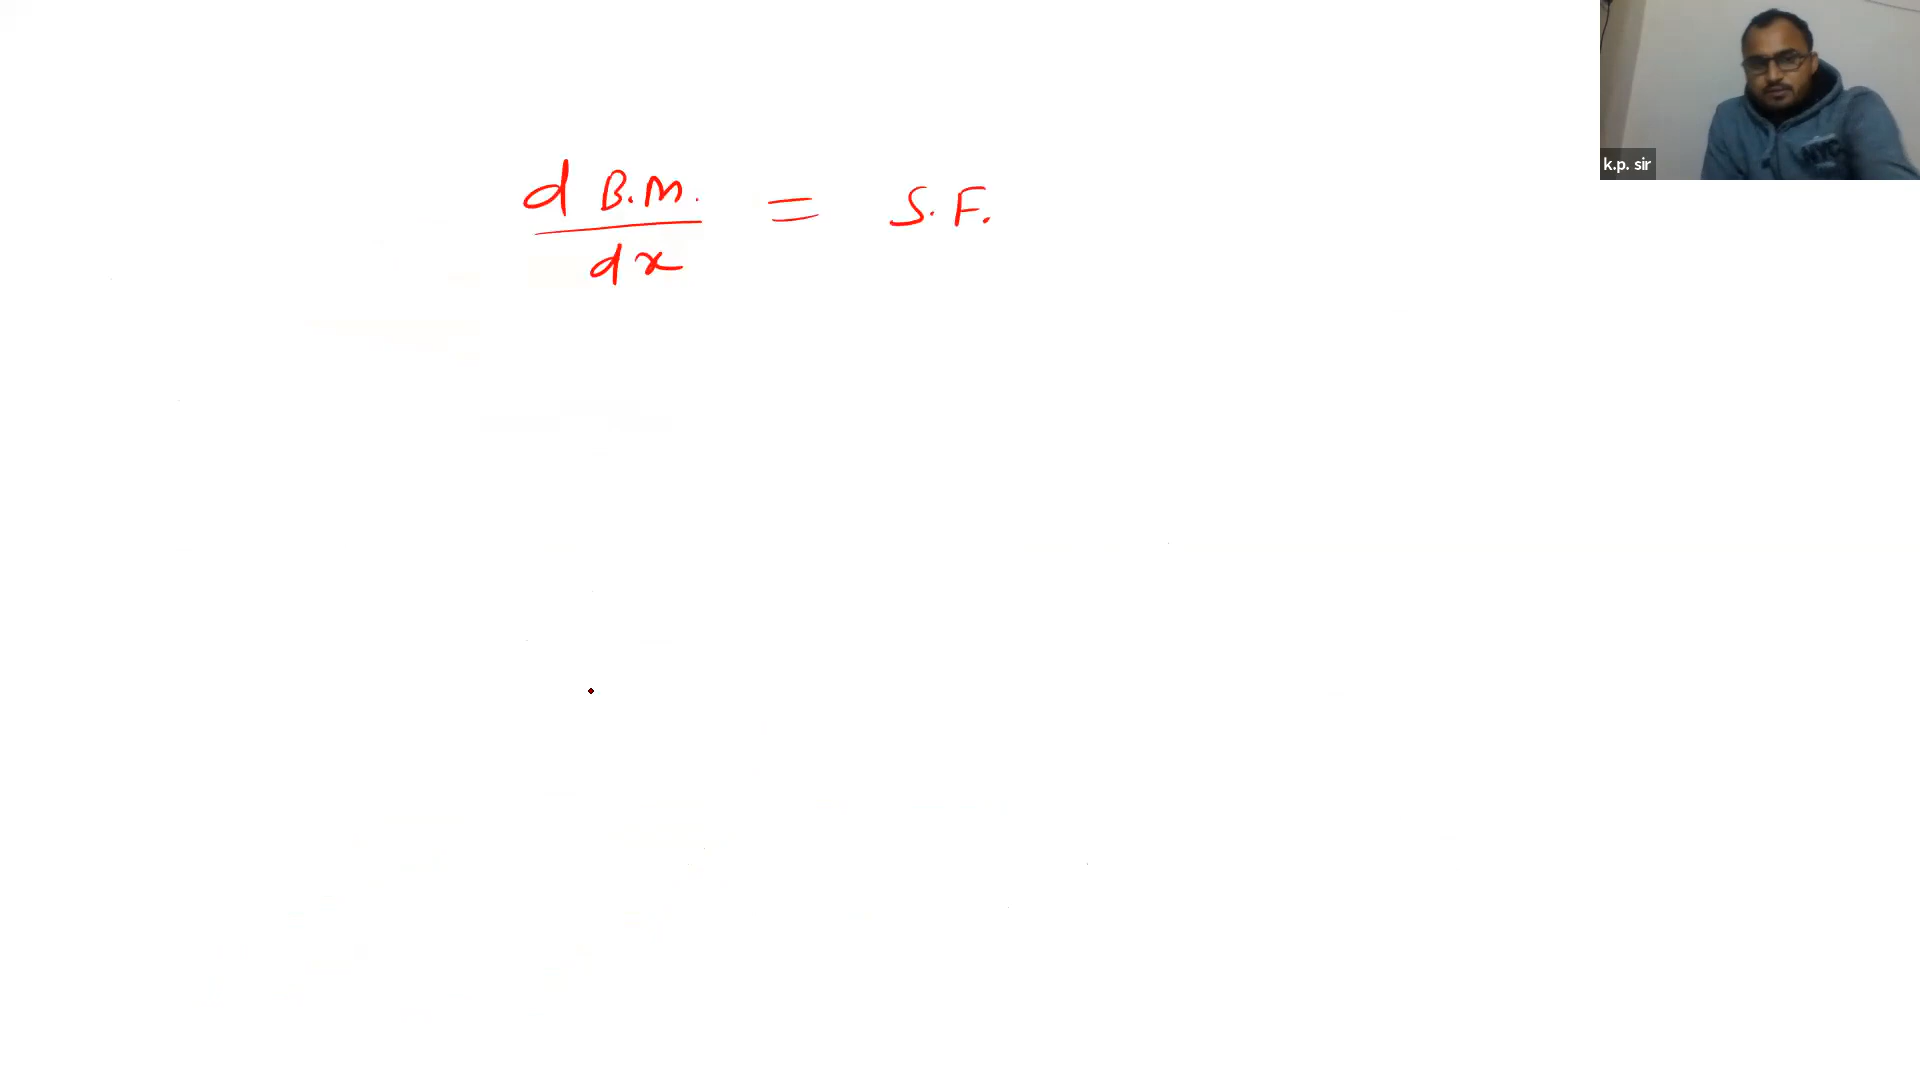 d B.M. = S.F.
dx
k.p. sir